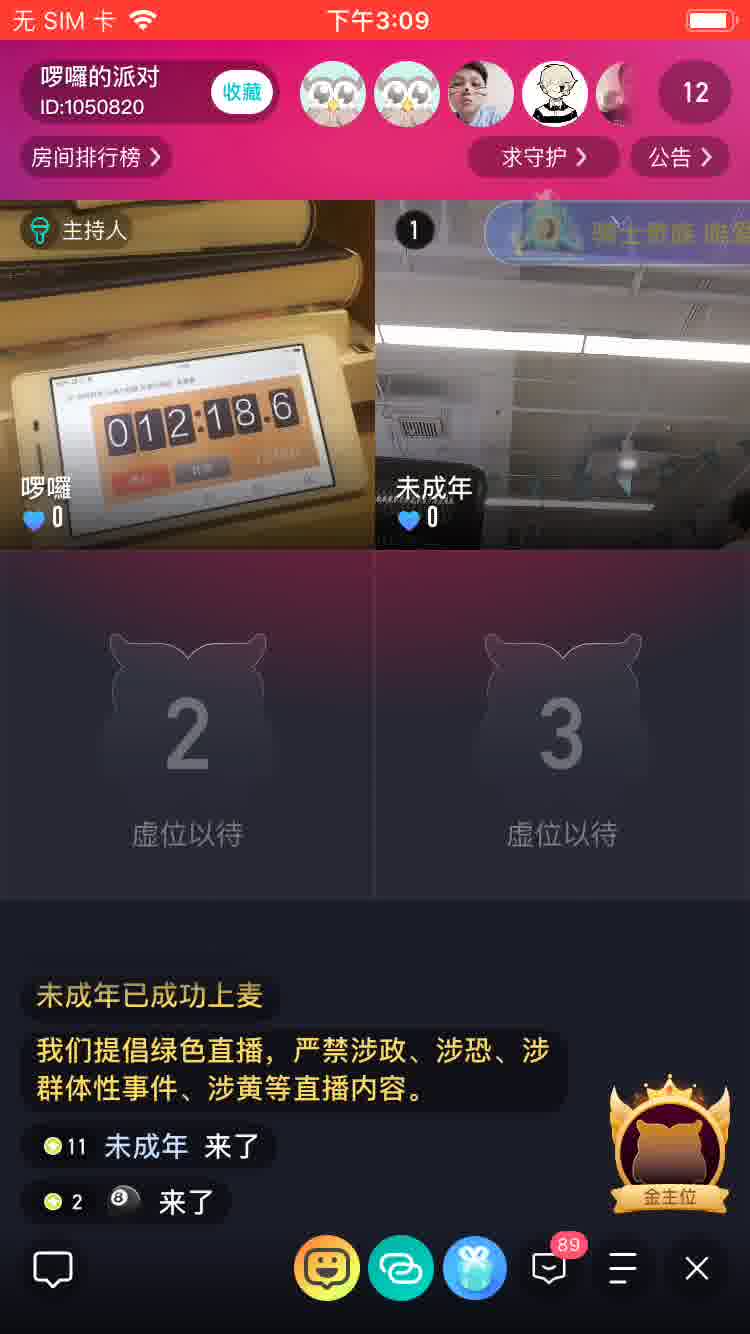 无 SIM 卡
下午3:09
啰囉的派对
ID:1050820
收藏
12
房间排行榜
求守护
公告
主持人
1
012:18.6
啰囉
0
未成年
0
2
虚位以待
3
虚位以待
未成年已成功上麦
我们提倡绿色直播，严禁涉政、涉恐、涉
群体性事件、涉黄等直播内容。
11 未成年 来了
2 8 来了
金主位
89